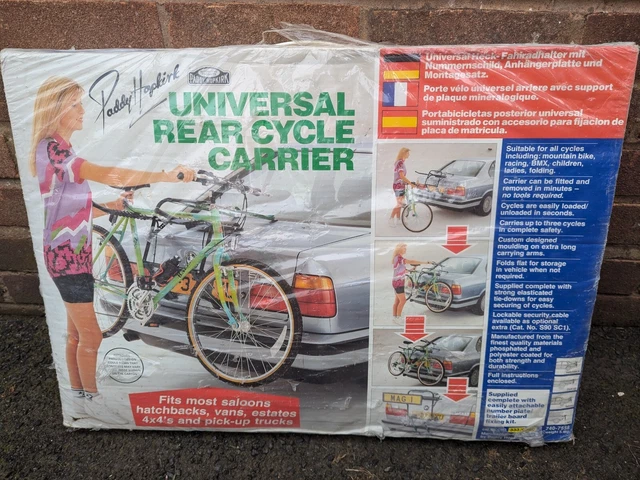 Paddy Hopkirk
PADDY HOPKIRK
UNIVERSAL
REAR CYCLE
CARRIER
Fits most saloons
hatchbacks, vans, estates
4x4's and pick-up trucks
Universal Heck-Fahrradhalter mit
Nummernschild, Anhängerplatte und
Montagesatz.
Porte vélo universel arriere avec support
de plaque minéralogique.
Portabicicletas posterior universal
suministrado con accesorio para fijacion de
placa de matricula.
Suitable for all cycles
including: mountain bike,
racing, BMX, children,
ladies, folding.
Carrier can be fitted and
removed in minutes –
no tools required.
Cycles are easily loaded/
unloaded in seconds.
Carries up to three cycles
in complete safety.
Custom designed
moulding on extra long
carrying arms.
Folds flat for storage
in vehicle when not
required.
Supplied complete with
strong elasticated
tie-downs for easy
securing of cycles.
Lockable security cable
available as optional
extra (Cat. No. S90 SC1).
Manufactured from the
finest quality materials
phosphated and
polyester coated for
both strength and
durability.
Full instructions
enclosed.
Supplied
complete with
easily attachable
number plate/
trailer board
fixing kit.
MAG 1